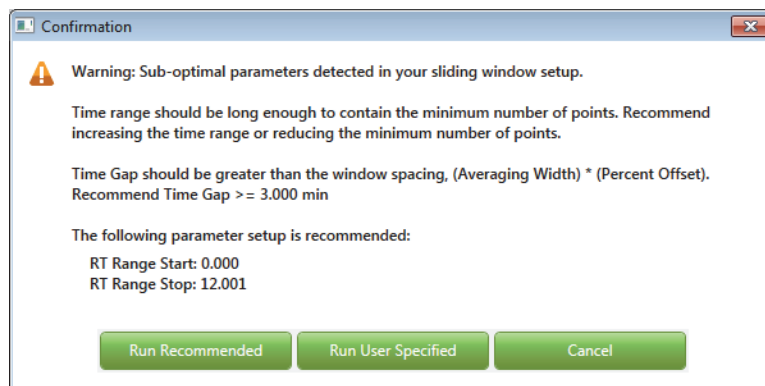 Confirmation
Warning: Sub-optimal parameters detected in your sliding window setup.
Time range should be long enough to contain the minimum number of points. Recommend
increasing the time range or reducing the minimum number of points.
Time Gap should be greater than the window spacing, (Averaging Width) * (Percent Offset).
Recommend Time Gap >= 3.000 min
The following parameter setup is recommended:
RT Range Start: 0.000
RT Range Stop: 12.001
Run Recommended
Run User Specified
Cancel